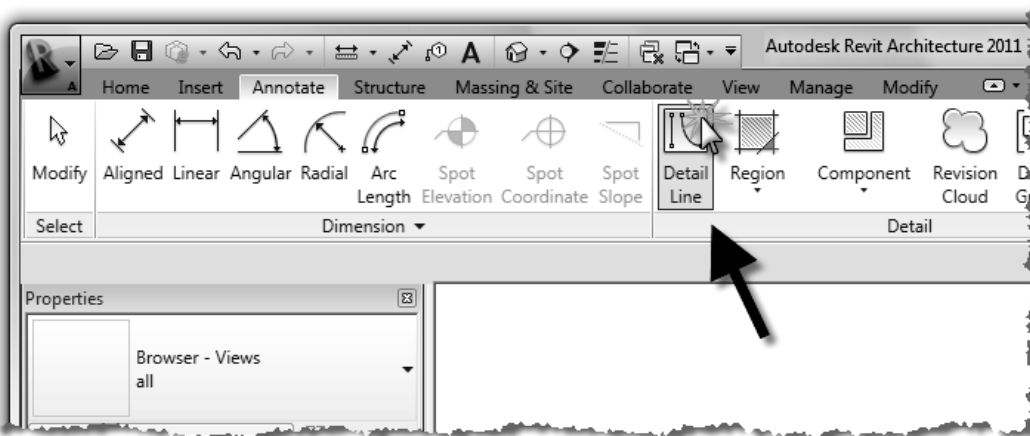 A
Autodesk Revit Architecture 2011
A
Home Insert Annotate Structure Massing & Site Collaborate View Manage Modify
Modify Aligned Linear Angular Radial Arc Length Spot Elevation Spot Coordinate Spot Slope Detail Line Region Component Revision Cloud
Select Dimension Detail
Properties
Browser - Views
all